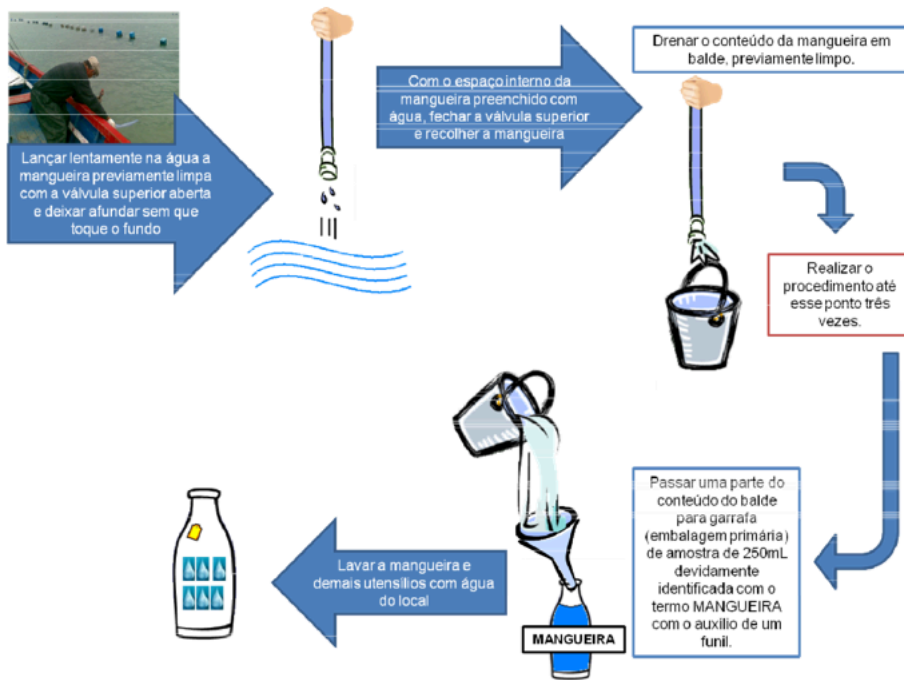 Lançar lentamente na água a
mangueira previamente limpa
com a válvula superior aberta
e deixar afundar sem que
toque o fundo
Com o espaço interno da
mangueira preenchido com
água, fechar a válvula superior
e recolher a mangueira
Drenar o conteúdo da mangueira em
balde, previamente limpo.
Realizar o
procedimento até
esse ponto três
vezes.
Passar uma parte do
conteúdo do balde
para garrafa
(embalagem primária)
de amostra de 250mL
devidamente
identificada com o
termo MANGUEIRA
com o auxílio de um
funil.
MANGUEIRA
Lavar a mangueira e
demais utensílios com água
do local